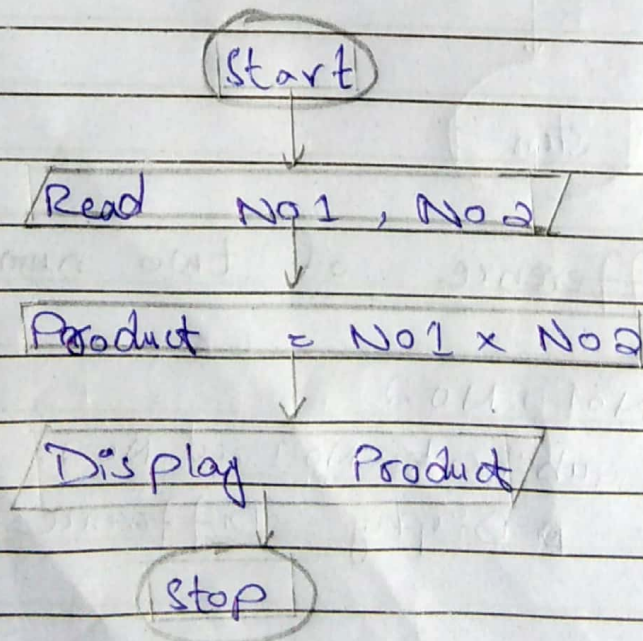 Start
Read No1 , No2
Product = No1 × No2
Display Product
Stop